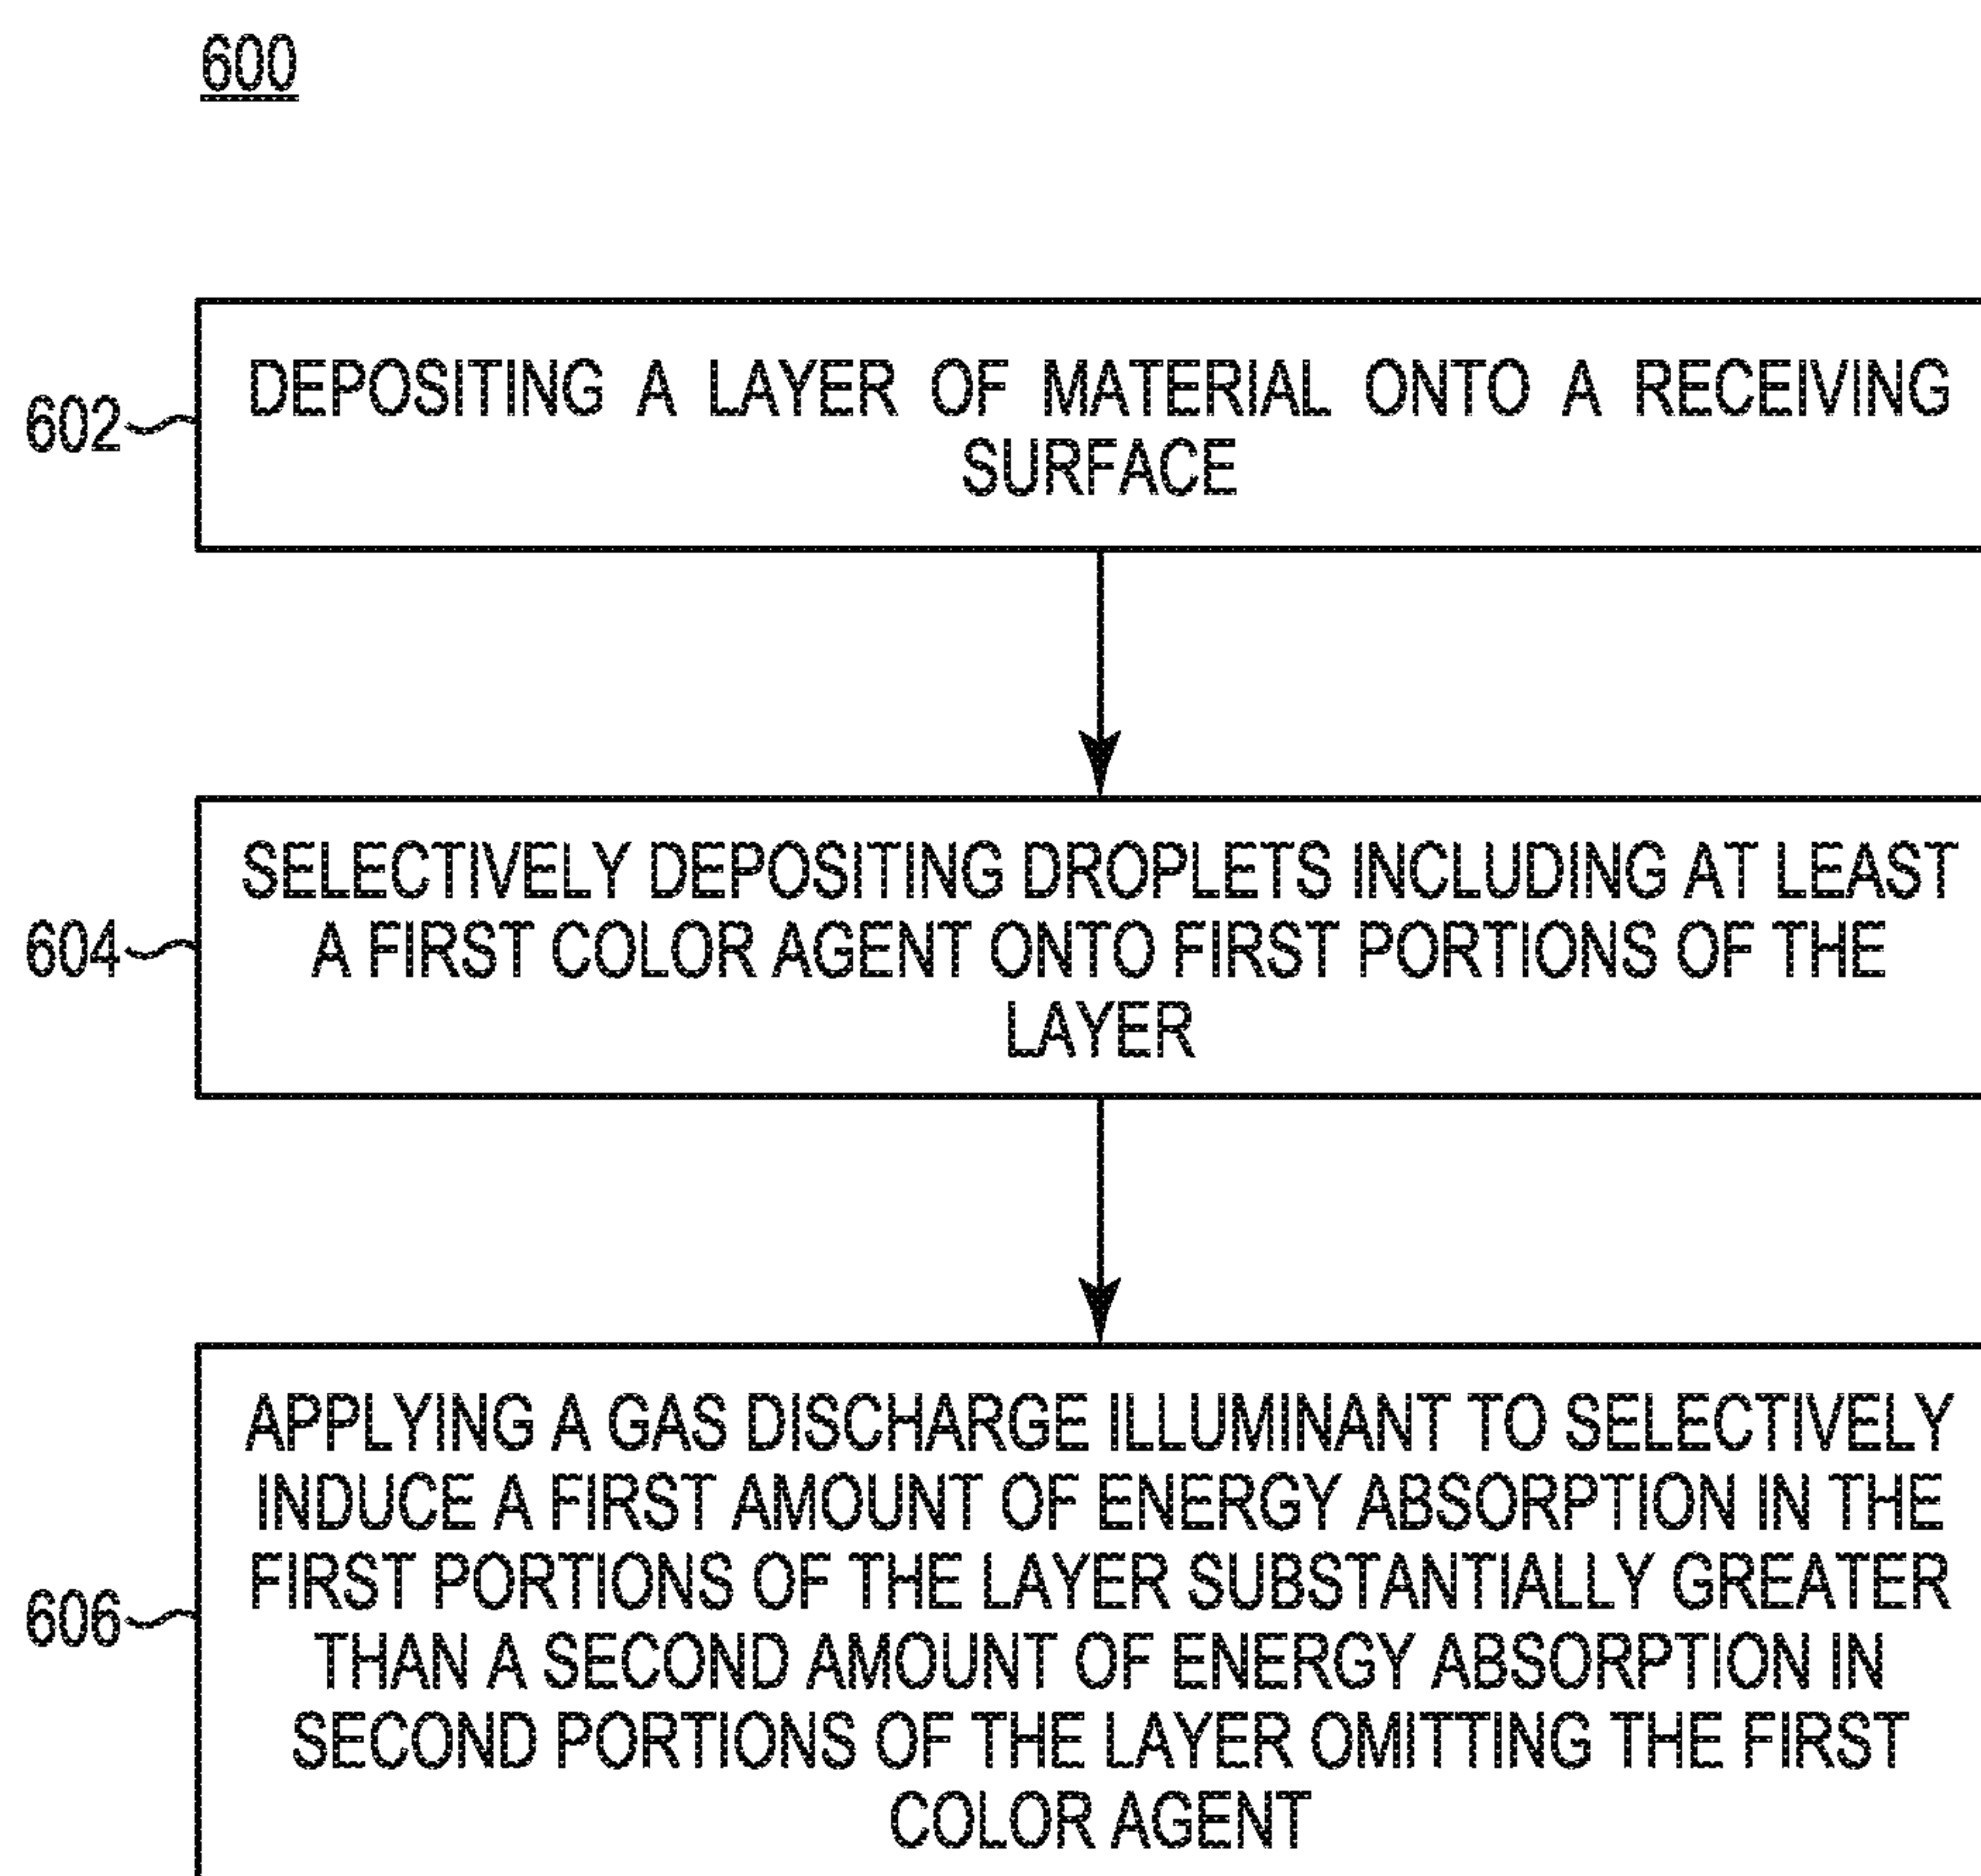 600
602
DEPOSITING A LAYER OF MATERIAL ONTO A RECEIVING
SURFACE
604
SELECTIVELY DEPOSITING DROPLETS INCLUDING AT LEAST
A FIRST COLOR AGENT ONTO FIRST PORTIONS OF THE
LAYER
606
APPLYING A GAS DISCHARGE ILLUMINANT TO SELECTIVELY
INDUCE A FIRST AMOUNT OF ENERGY ABSORPTION IN THE
FIRST PORTIONS OF THE LAYER SUBSTANTIALLY GREATER
THAN A SECOND AMOUNT OF ENERGY ABSORPTION IN
SECOND PORTIONS OF THE LAYER OMITTING THE FIRST
COLOR AGENT